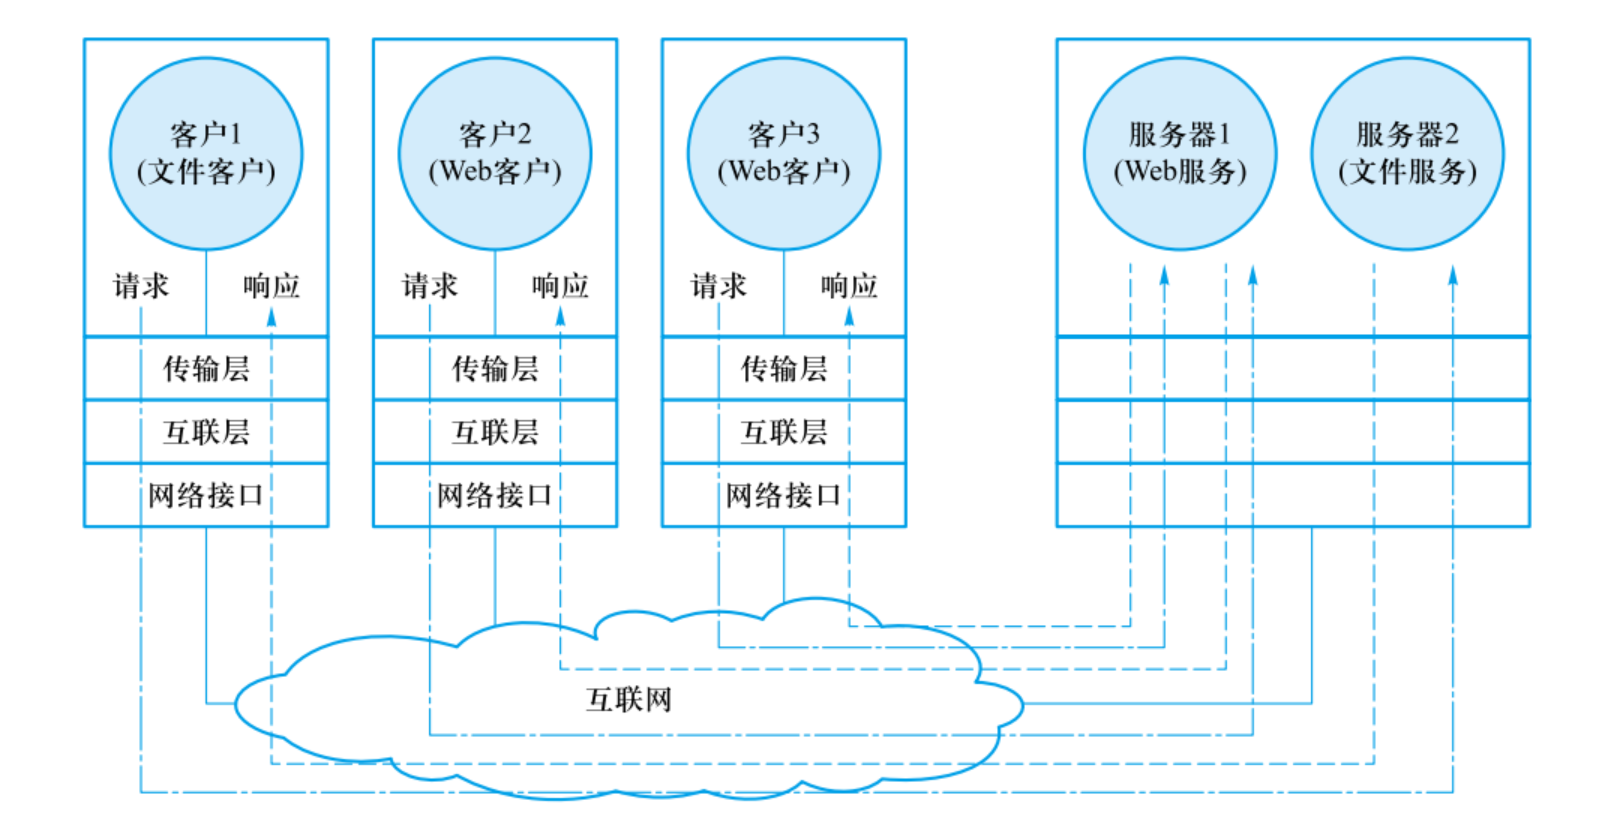 客户1
(文件客户)
客户2
(Web客户)
客户3
(Web客户)
服务器1
(Web服务)
服务器2
(文件服务)
请求
响应
请求
响应
请求
响应
传输层
传输层
传输层
互联层
互联层
互联层
网络接口
网络接口
网络接口
互联网